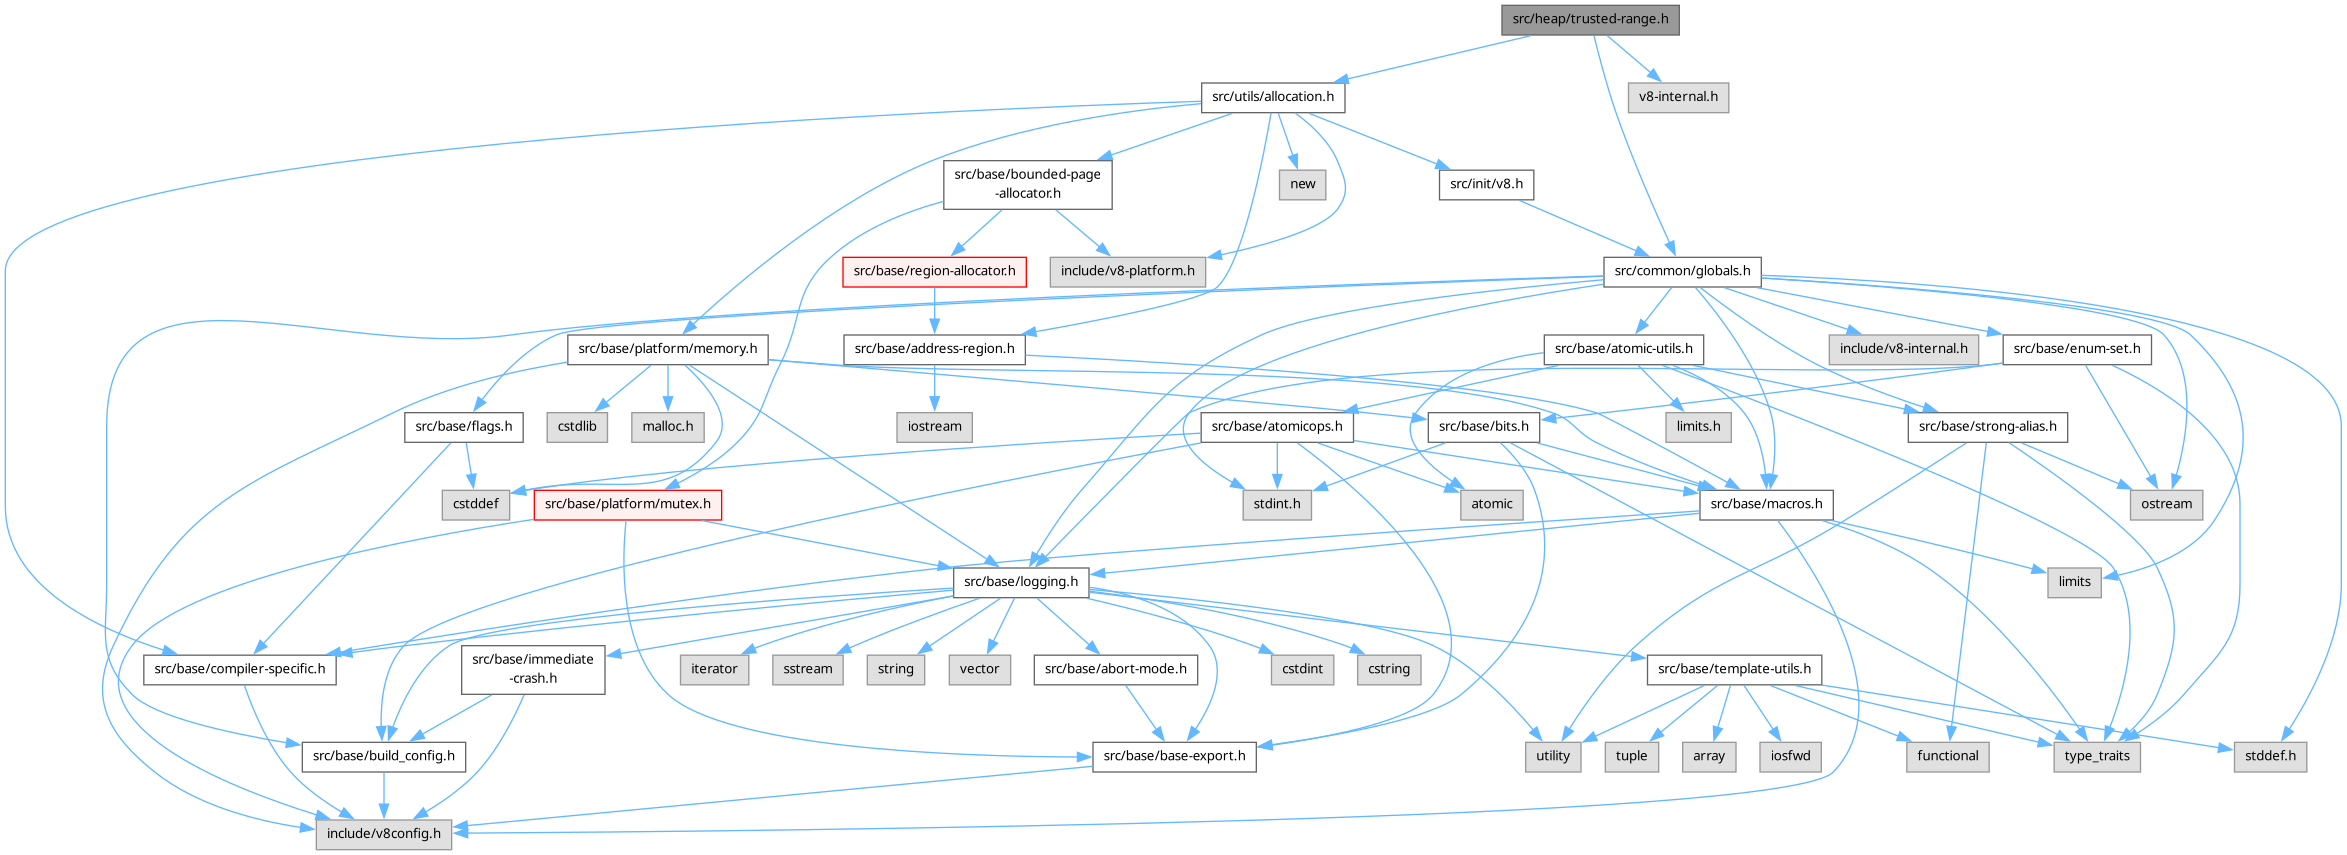 src/heap/trusted-range.h
src/utils/allocation.h
v8-internal.h
src/base/bounded-page
-allocator.h
new
src/init/v8.h
src/base/region-allocator.h
include/v8-platform.h
src/common/globals.h
src/base/platform/memory.h
src/base/address-region.h
src/base/atomic-utils.h
include/v8-internal.h
src/base/enum-set.h
src/base/flags.h
cstdlib
malloc.h
iostream
src/base/atomicops.h
src/base/bits.h
limits.h
src/base/strong-alias.h
cstddef
src/base/platform/mutex.h
stdint.h
atomic
src/base/macros.h
ostream
src/base/logging.h
limits
src/base/compiler-specific.h
src/base/immediate
-crash.h
iterator
sstream
string
vector
src/base/abort-mode.h
cstdint
cstring
src/base/template-utils.h
src/base/build_config.h
src/base/base-export.h
utility
tuple
array
iosfwd
functional
type_traits
stddef.h
include/v8config.h